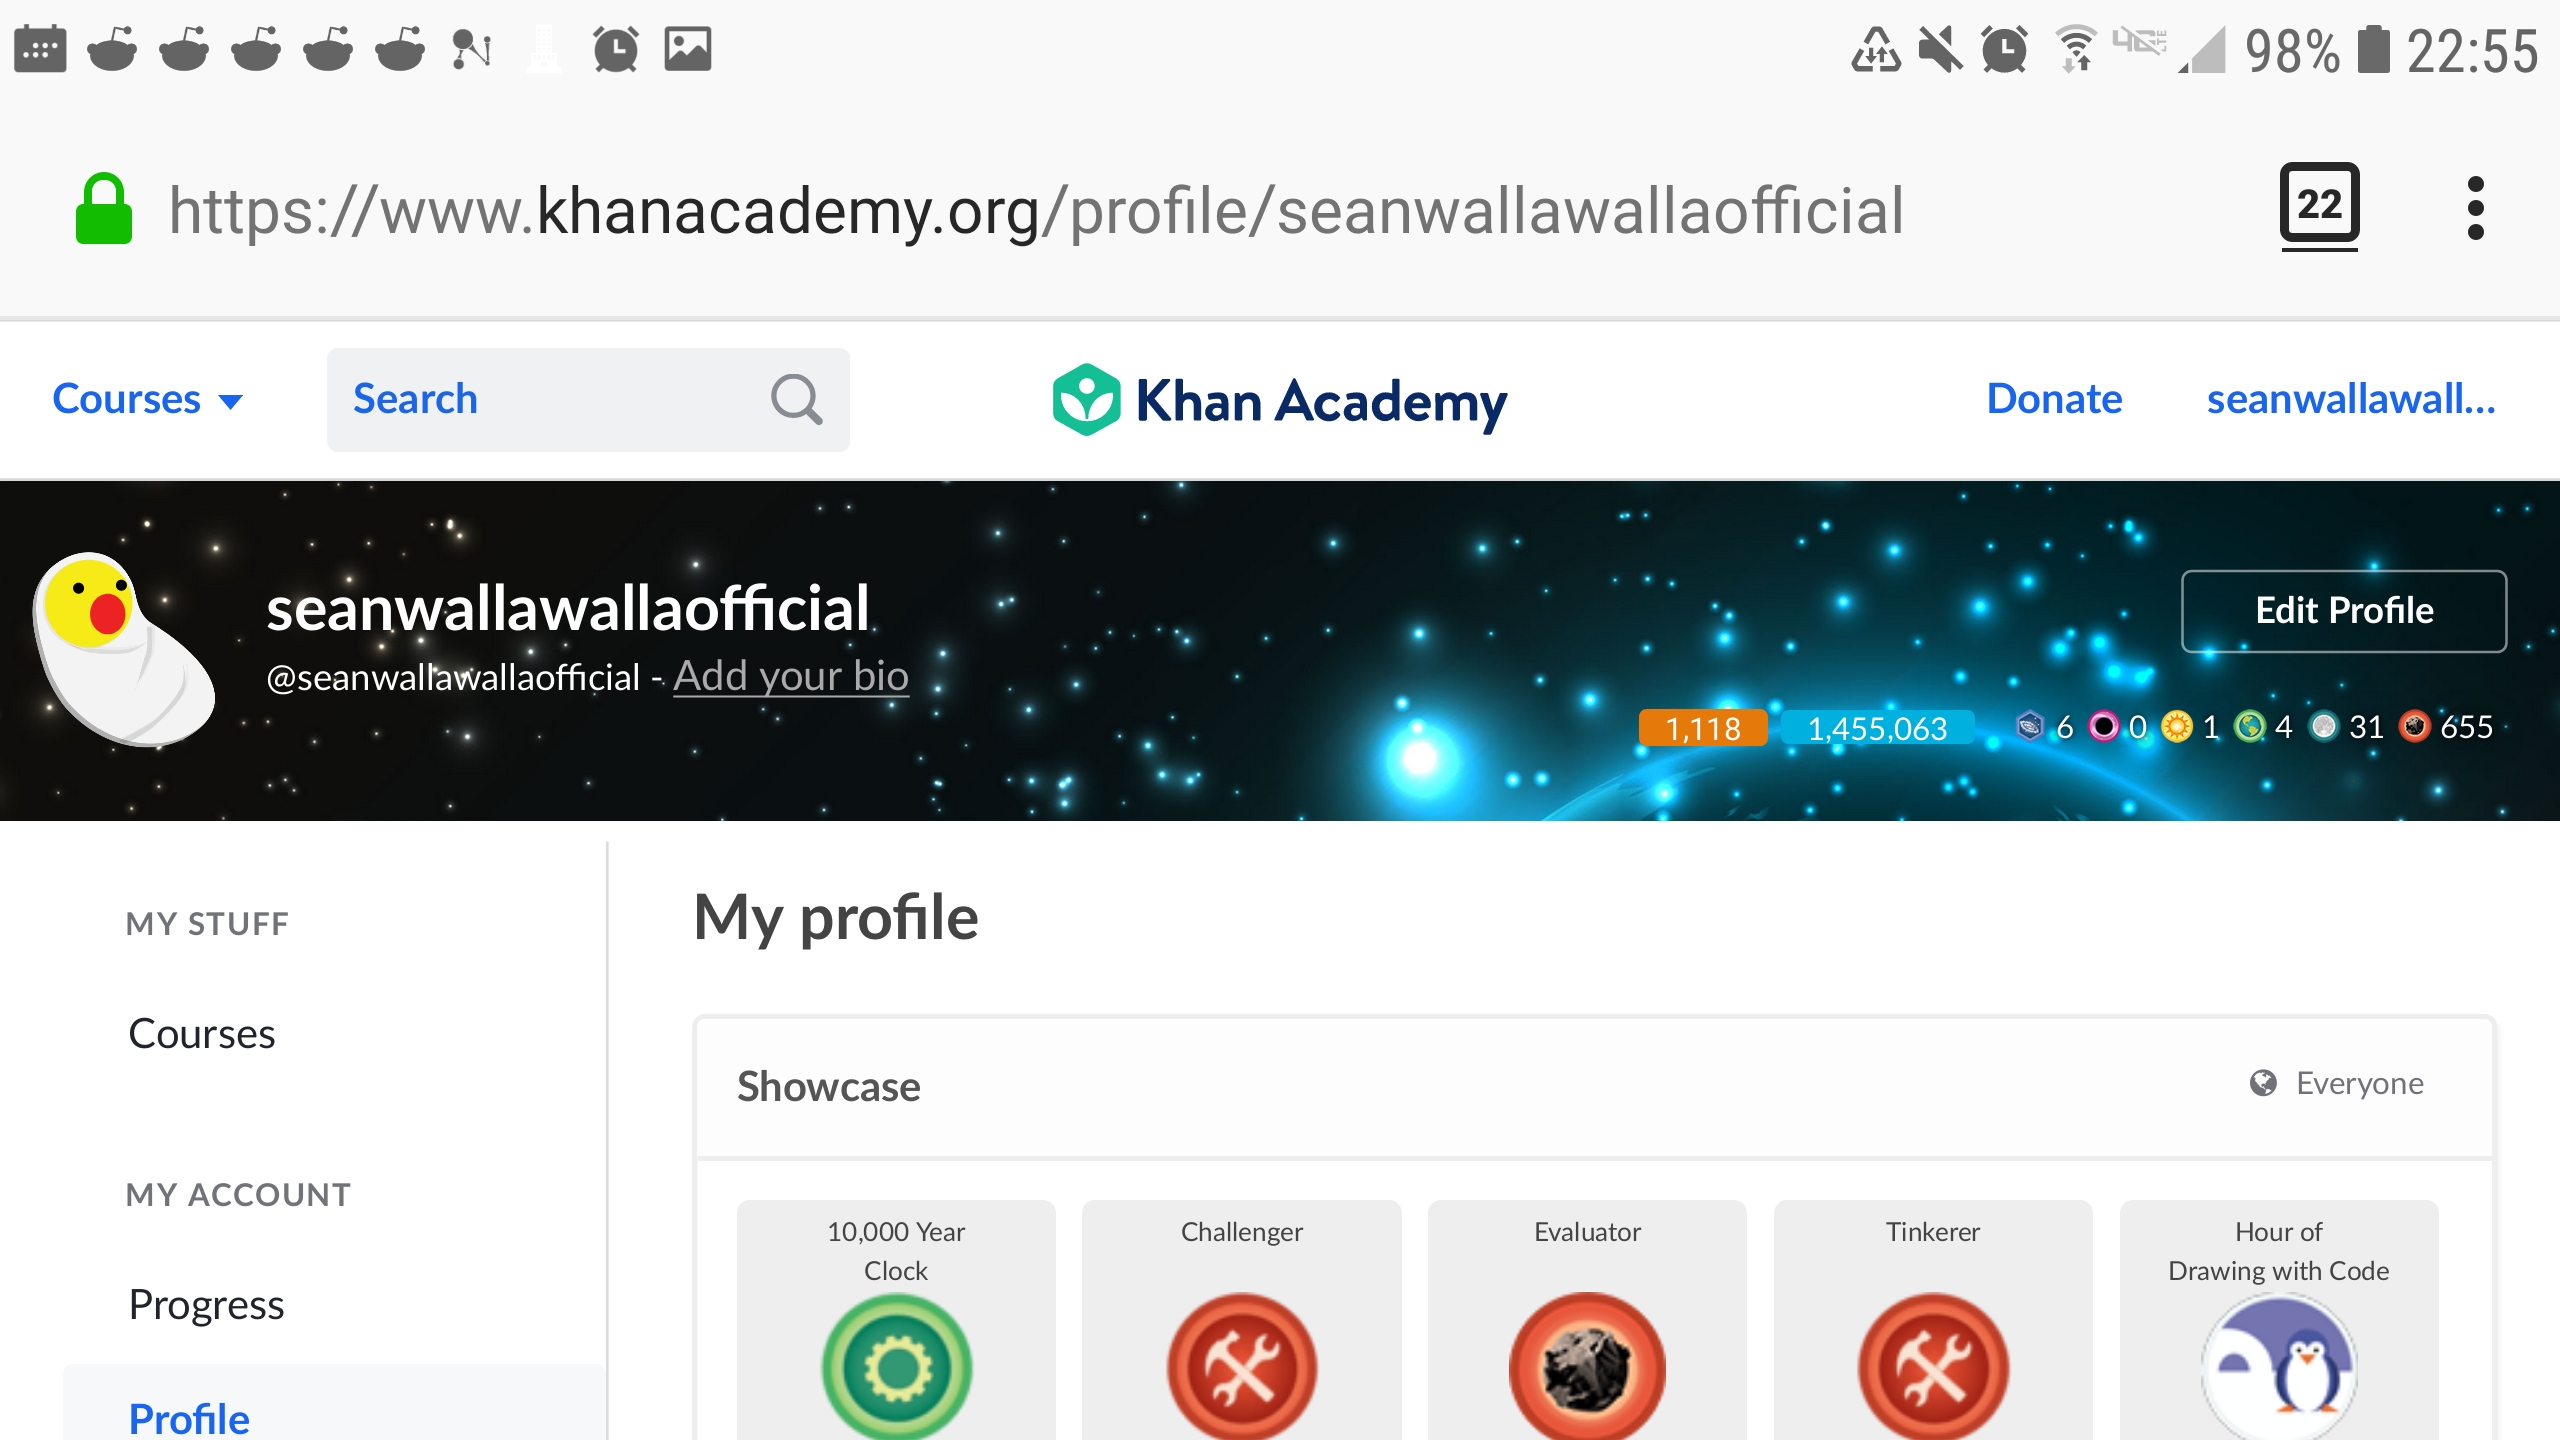 98% 22:55
https://www.khanacademy.org/profile/seanwallawallaofficial
22
Courses
Search
Khan Academy
Donate
seanwallawall...
seanwallawallaofficial
Edit Profile
@seanwallawallaofficial - Add your bio
1,118 1,455,063 6 0 1 4 31 655
MY STUFF
Courses
MY ACCOUNT
Progress
Profile
My profile
Showcase
Everyone
10,000 Year
Clock
Challenger
Evaluator
Tinkerer
Hour of
Drawing with Code